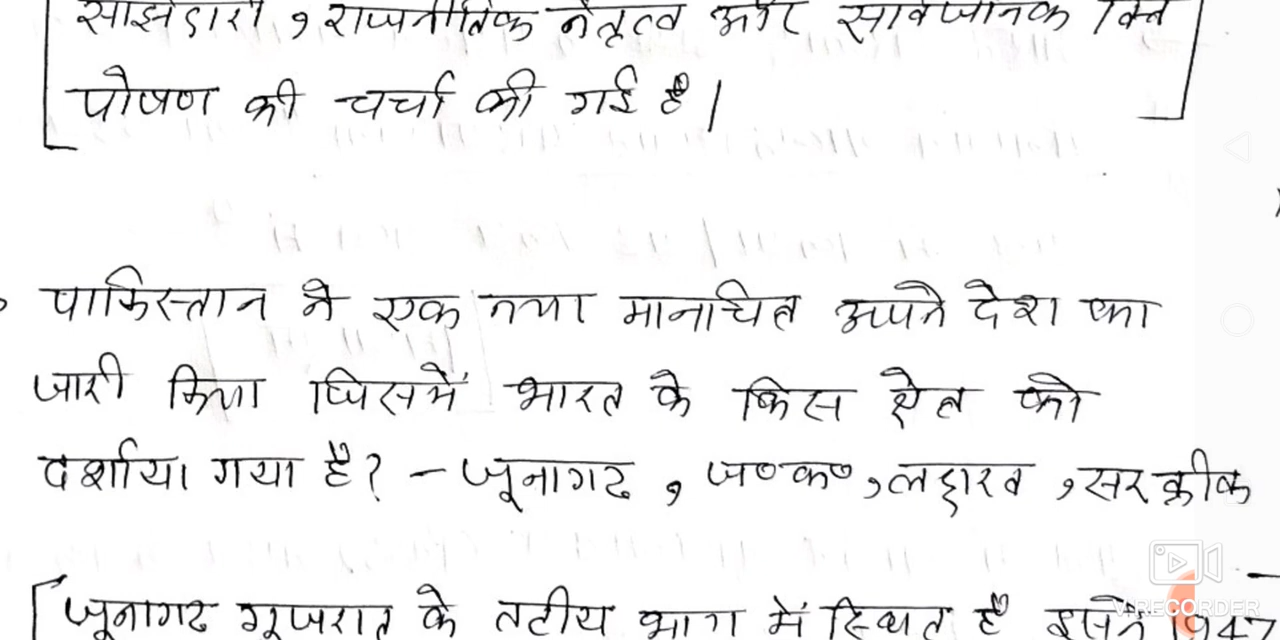 साझेदारी, राजनीतिक नेतृत्व और सार्वजनिक वित्त
पोषण की चर्चा की गई है।
पाकिस्तान ने एक नया मानचित्र अपने देश का
जारी किया जिसमें भारत के किस क्षेत्र को
दर्शाया गया है? - जूनागढ, ज०क०, लद्दाख, सरक्रीक
[जूनागढ गुजरात के तटीय भाग में स्थित है इसने 1947
V RECORDER